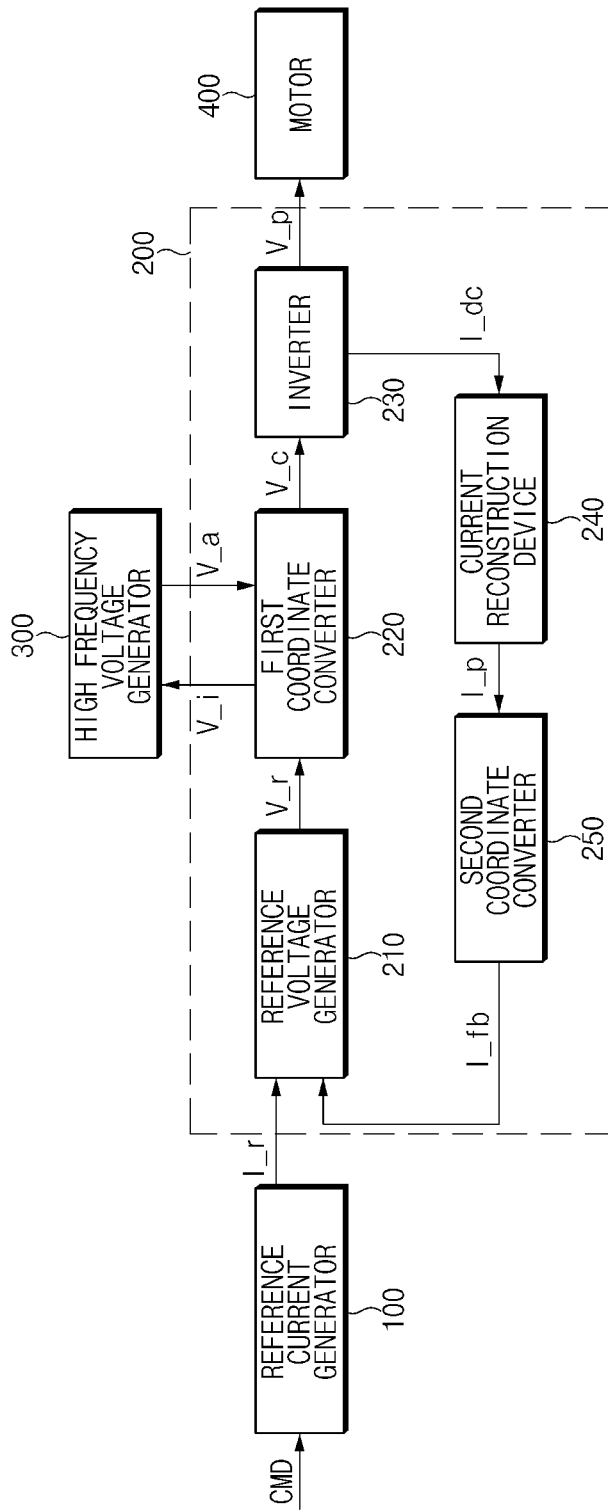 CMD
REFERENCE
CURRENT
GENERATOR
100
I_r
REFERENCE
VOLTAGE
GENERATOR
210
V_r
FIRST
COORDINATE
CONVERTER
220
V_i
V_a
300
HIGH FREQUENCY
VOLTAGE
GENERATOR
V_c
INVERTER
230
200
V_p
400
MOTOR
I_dc
CURRENT
RECONSTRUCTION
DEVICE
240
I_p
SECOND
COORDINATE
CONVERTER
250
I_fb